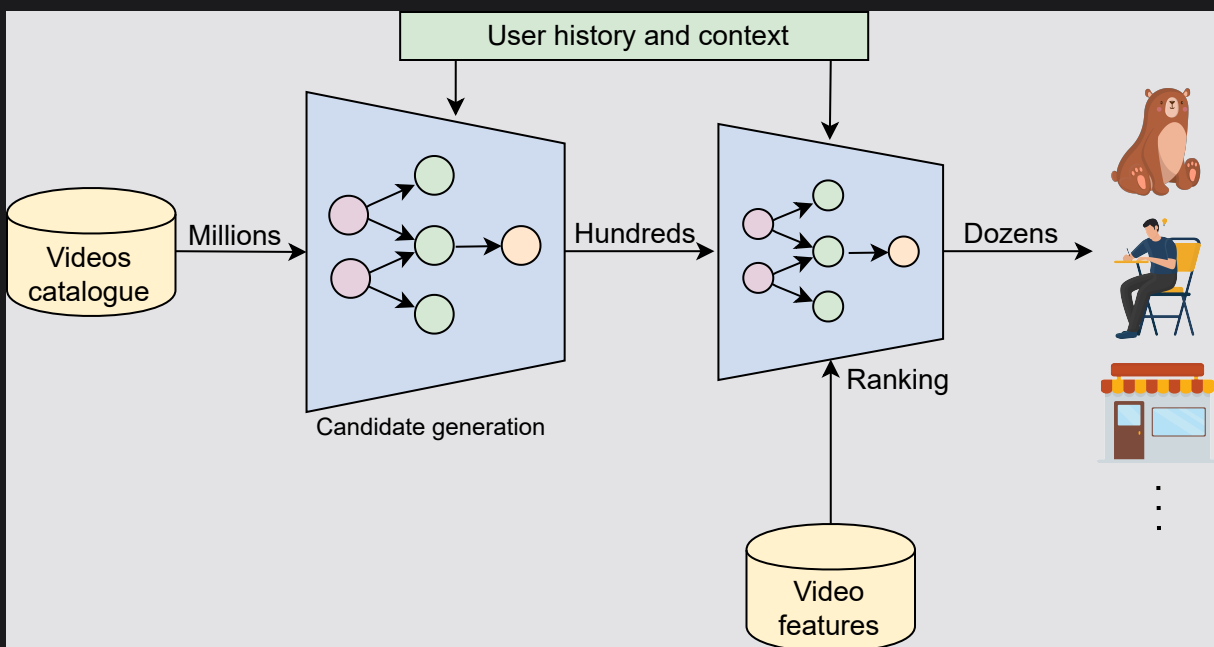 User history and context
Millions
Hundreds
Dozens
Videos
catalogue
Ranking
Candidate generation
Video
features